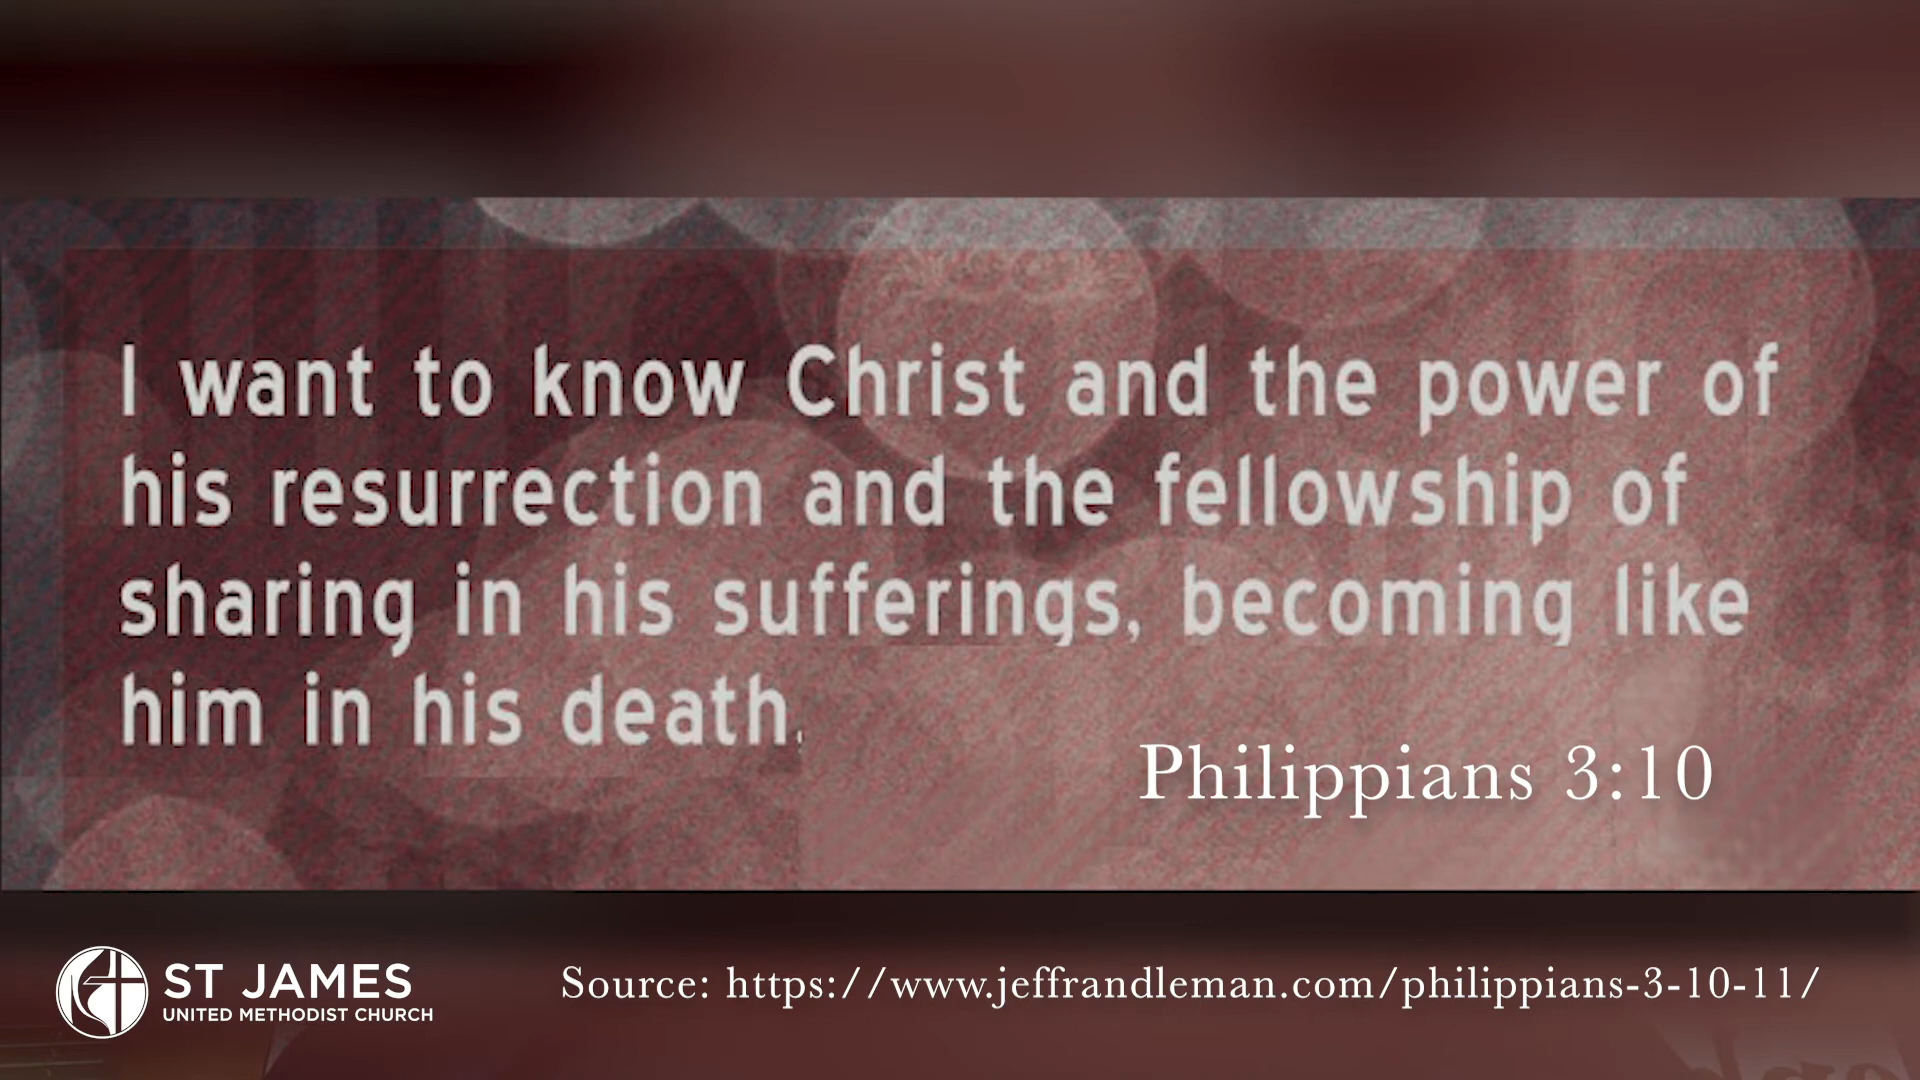 I want to know Christ and the power of
his resurrection and the fellowship of
sharing in his sufferings, becoming like
him in his death.
Philippians 3:10
ST JAMES
UNITED METHODIST CHURCH
Source: https://www.jeffrandleman.com/philippians-3-10-11/